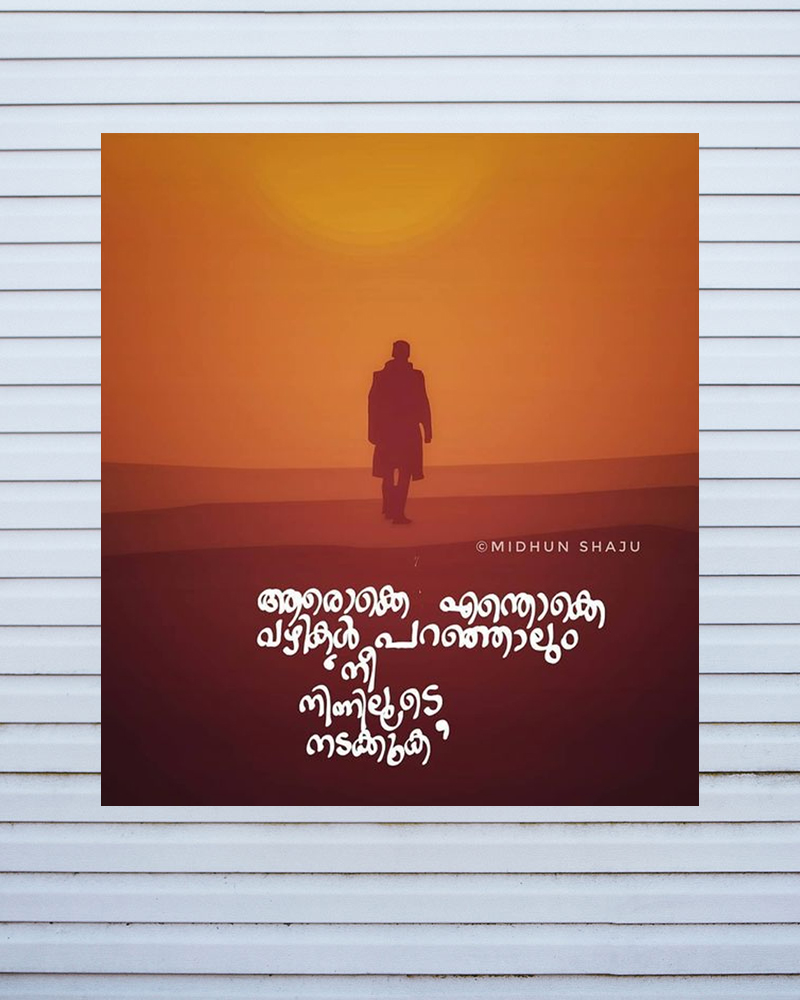 ©MIDHUN SHAJU
ആരൊക്കെ എന്തൊക്കെ
വഴികൾ പറഞ്ഞാലും
‘നീ
നിന്നിലൂടെ
നടക്കുക’